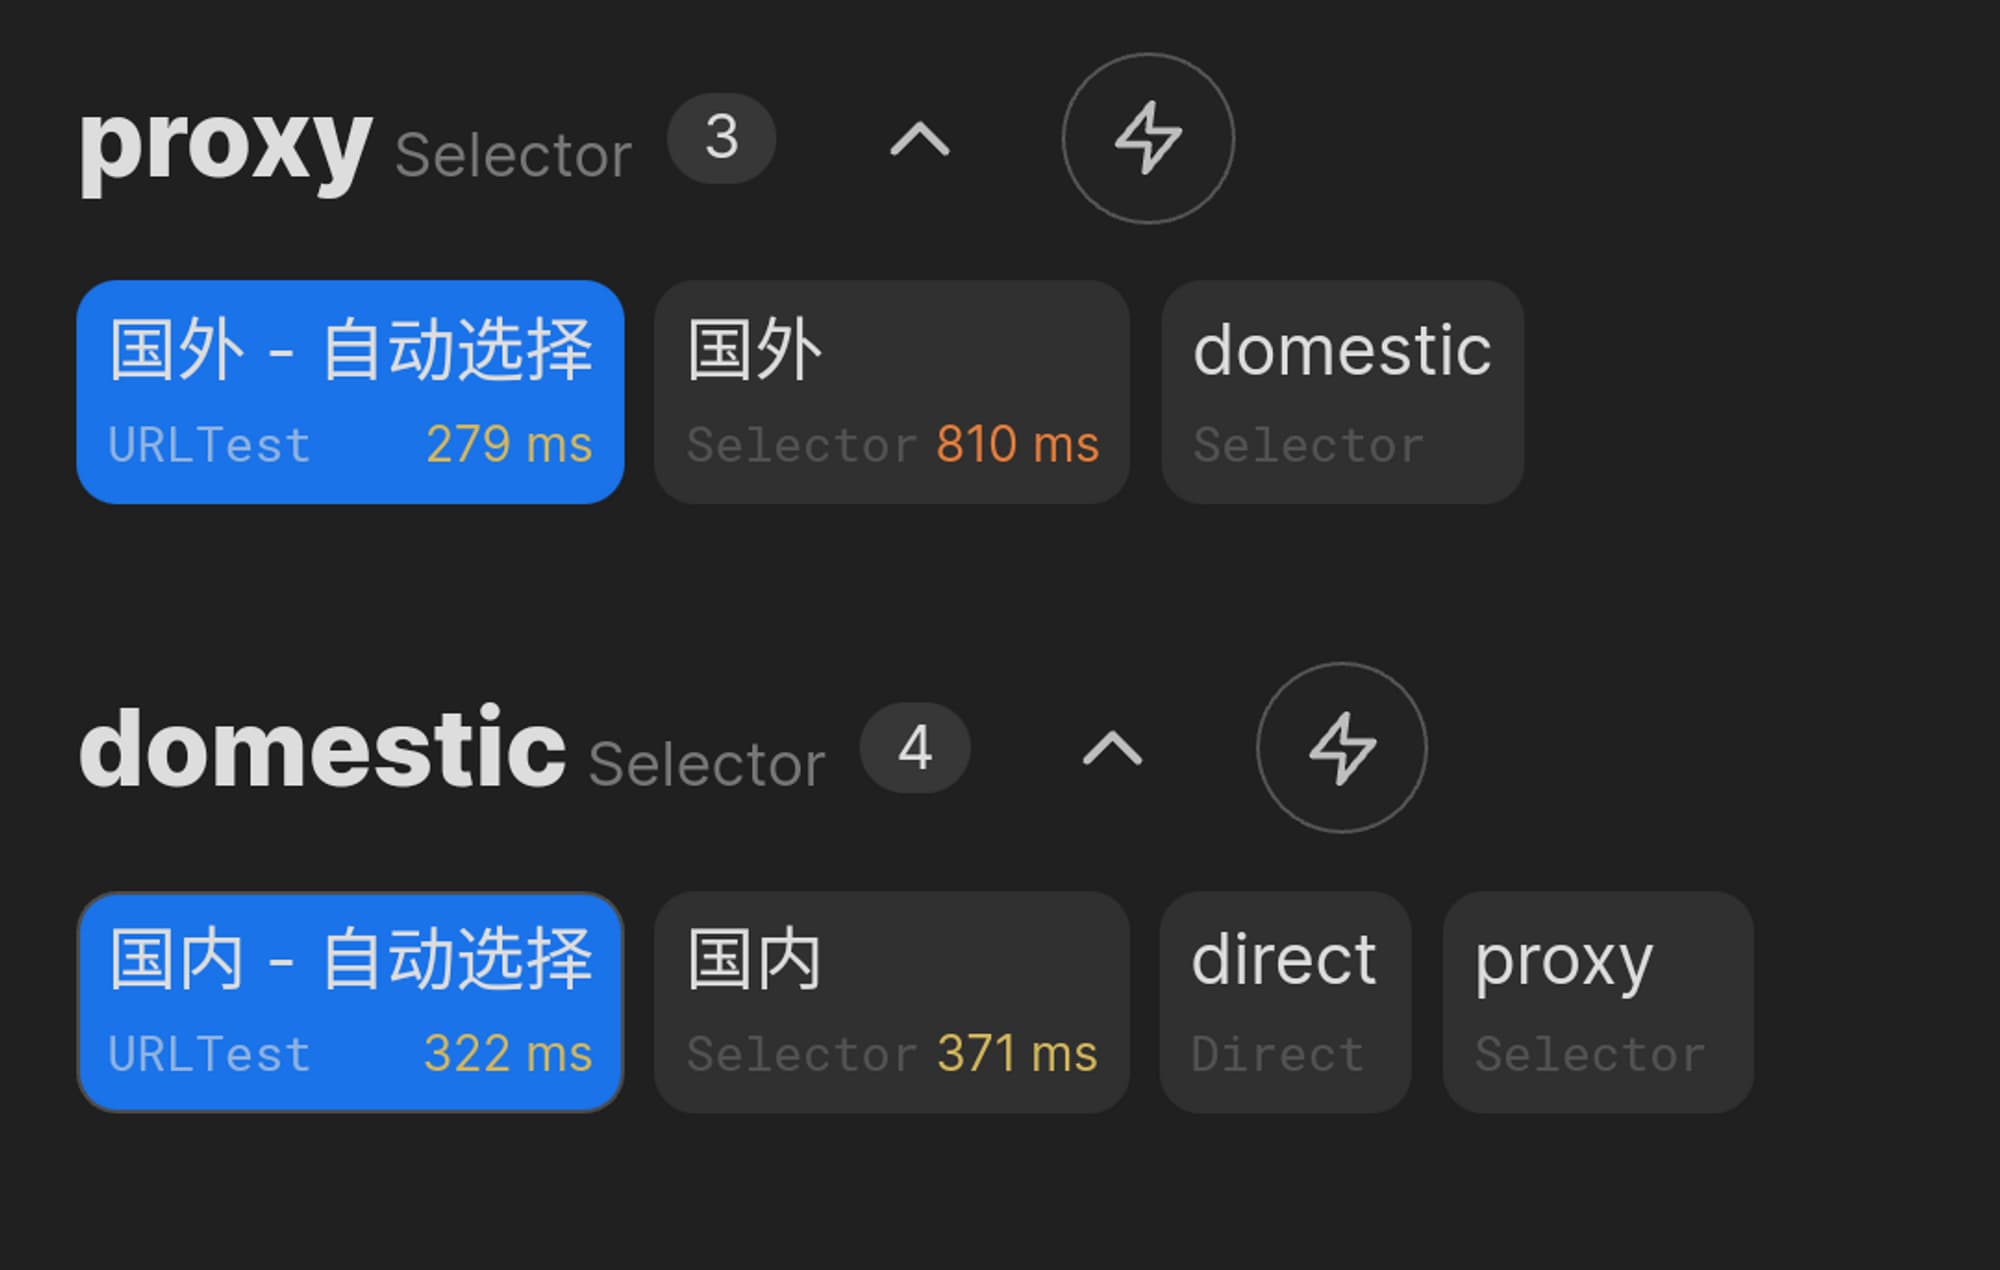 proxy Selector 3
国外 - 自动选择 国外 domestic
URLTest 279 ms Selector 810 ms Selector
domestic Selector 4
国内 - 自动选择 国内 direct proxy
URLTest 322 ms Selector 371 ms Direct Selector